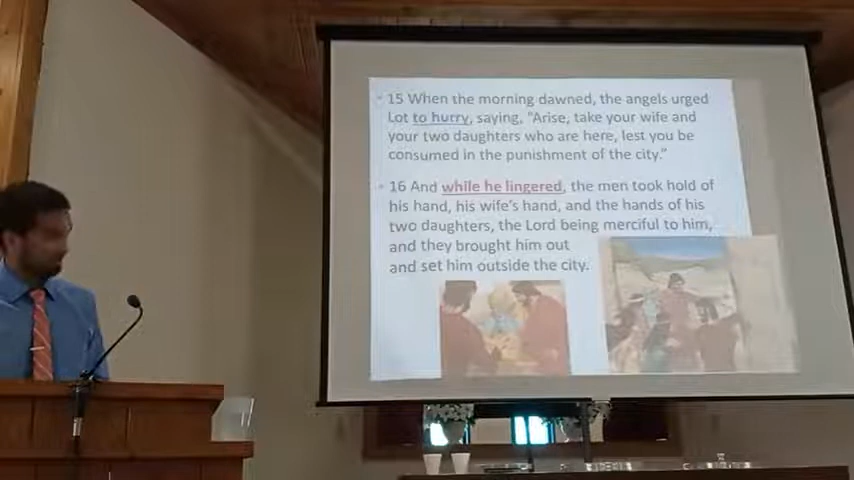 15 When the morning dawned, the angels urged
Lot to hurry, saying, “Arise, take your wife and
your two daughters who are here, lest you be
consumed in the punishment of the city.”
16 And while he lingered, the men took hold of
his hand, his wife’s hand, and the hands of his
two daughters, the Lord being merciful to him,
and they brought him out
and set him outside the city.